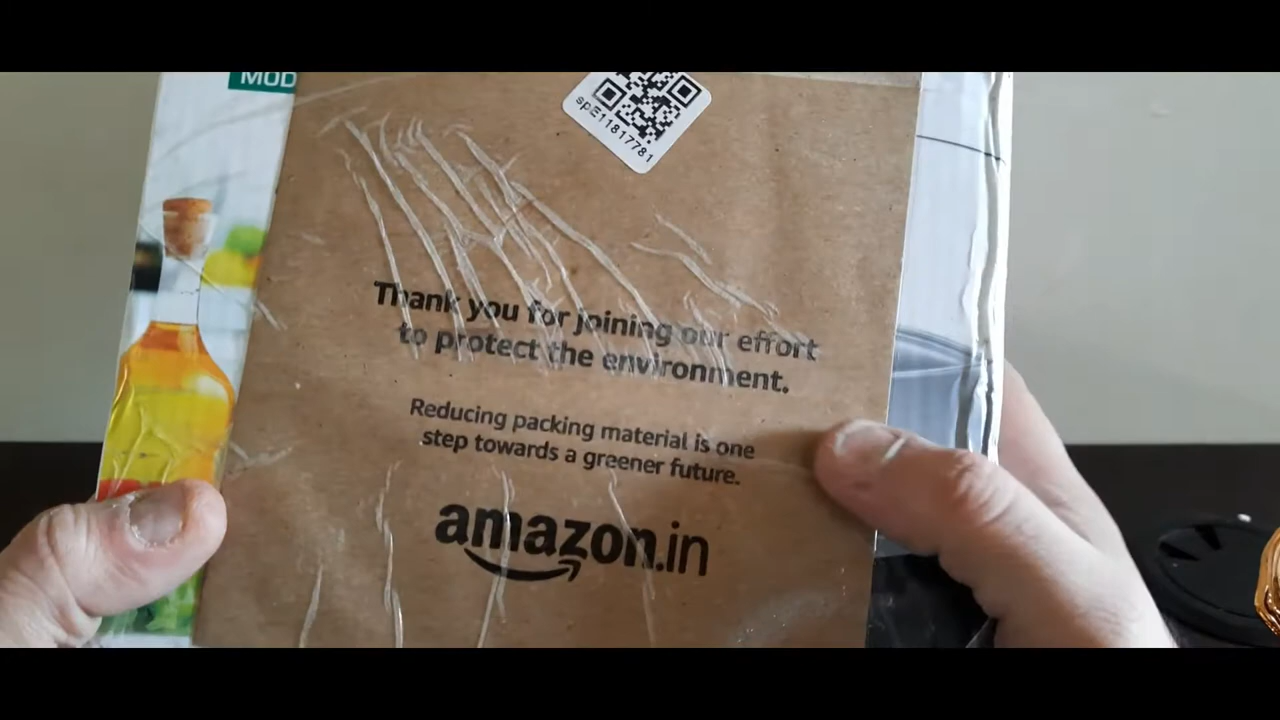 MOD
spE11817781
Thank you for joining our effort
to protect the environment.
Reducing packing material is one
step towards a greener future.
amazon.in